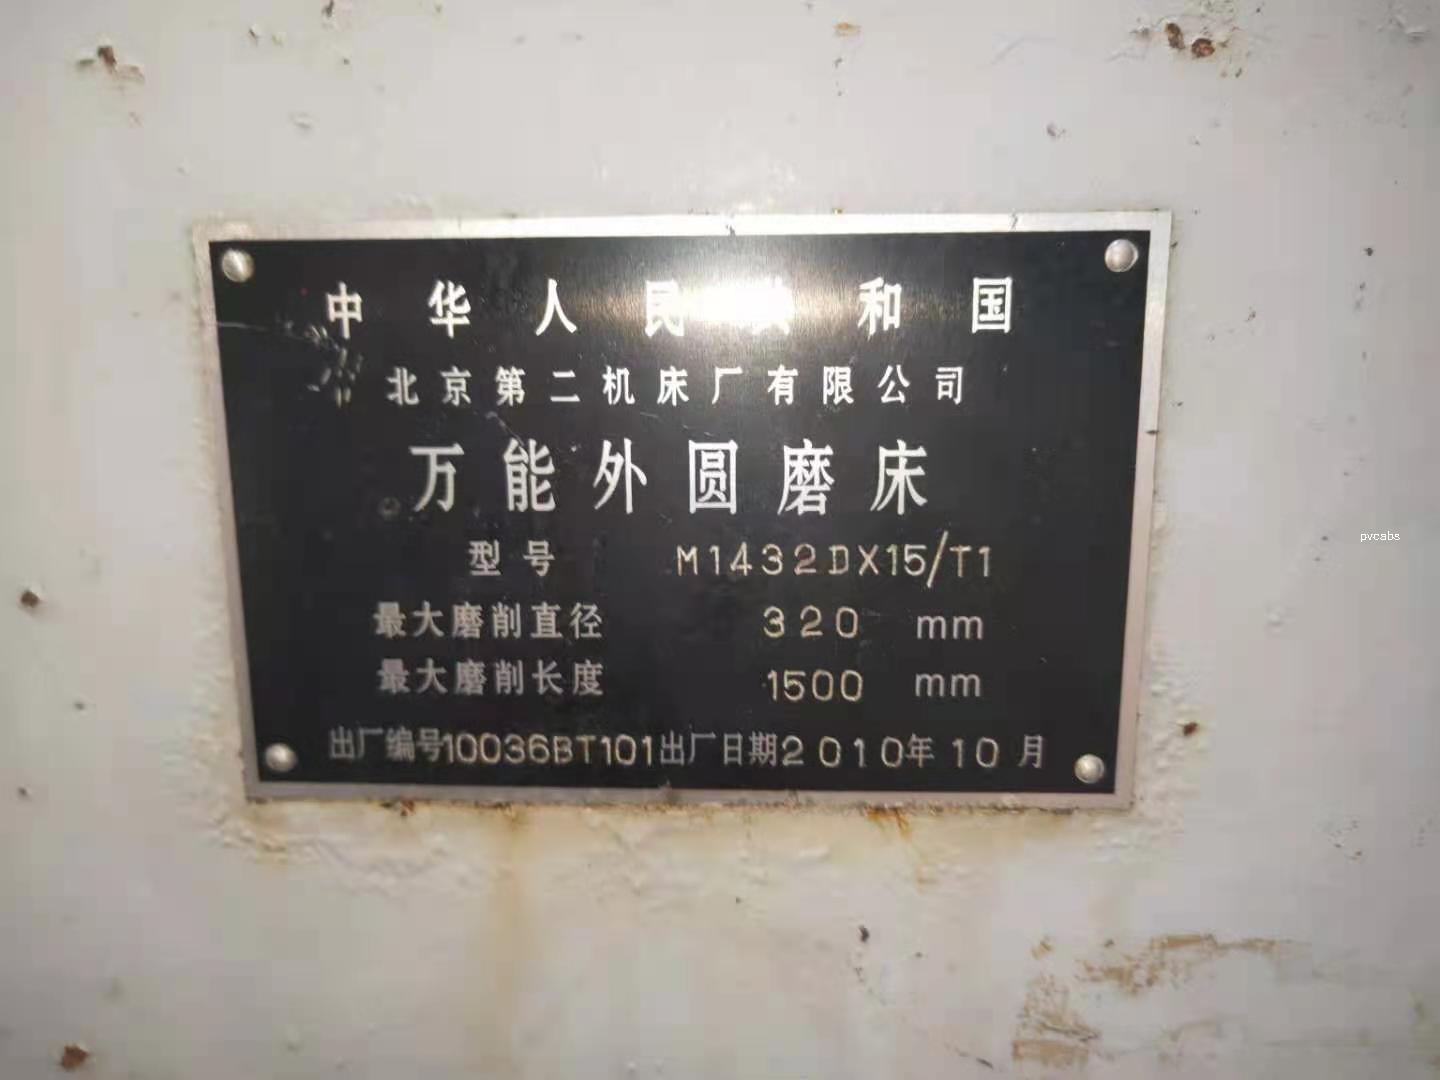 中华人民共和国
北京第二机床厂有限公司
万能外圆磨床
型号 M1432DX15/T1
最大磨削直径 320 mm
最大磨削长度 1500 mm
出厂编号10036BT101出厂日期2010年10月
pvcabs